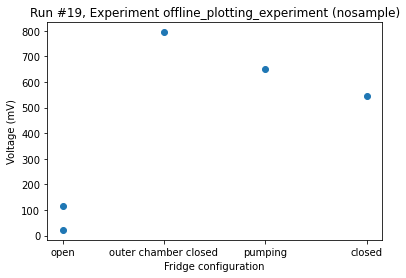 Run #19, Experiment offline_plotting_experiment (nosample)
800
700
600
500
400
300
200
100
0
Voltage (mV)
open outer chamber closed pumping closed
Fridge configuration